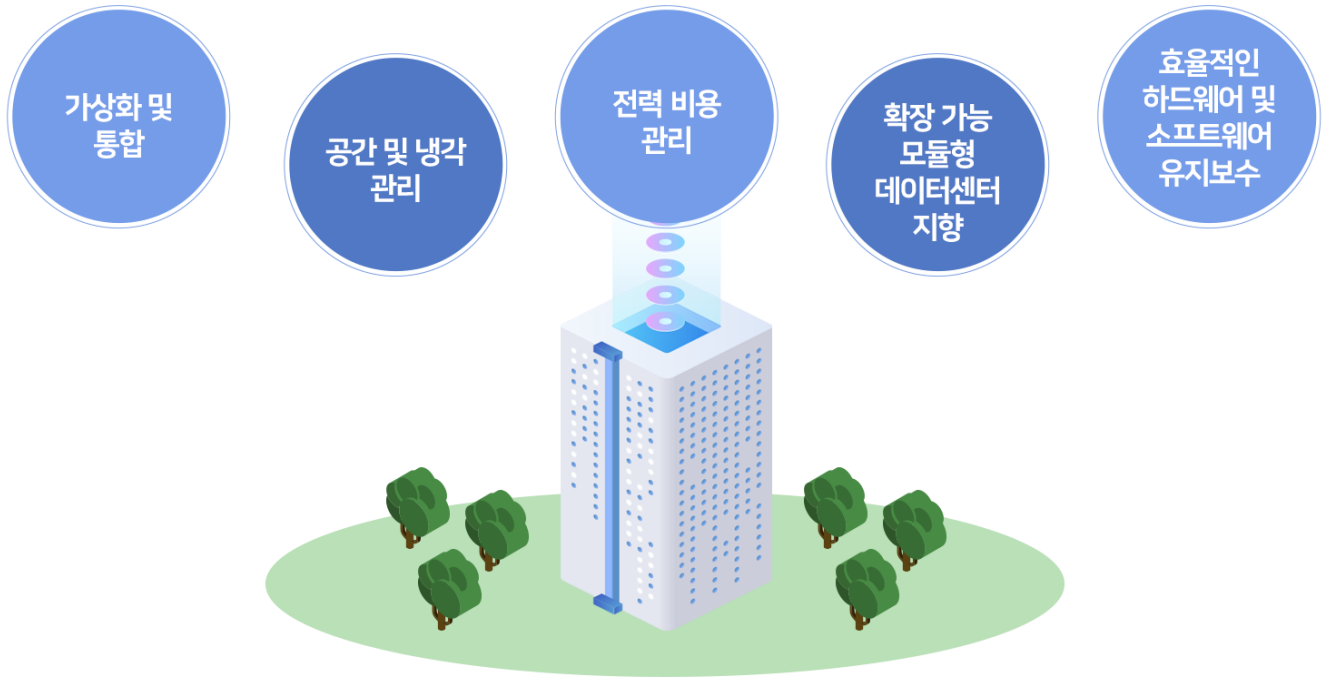 가상화 및
통합
공간 및 냉각
관리
전력 비용
관리
확장 가능
모듈형
데이터센터
지향
효율적인
하드웨어 및
소프트웨어
유지보수